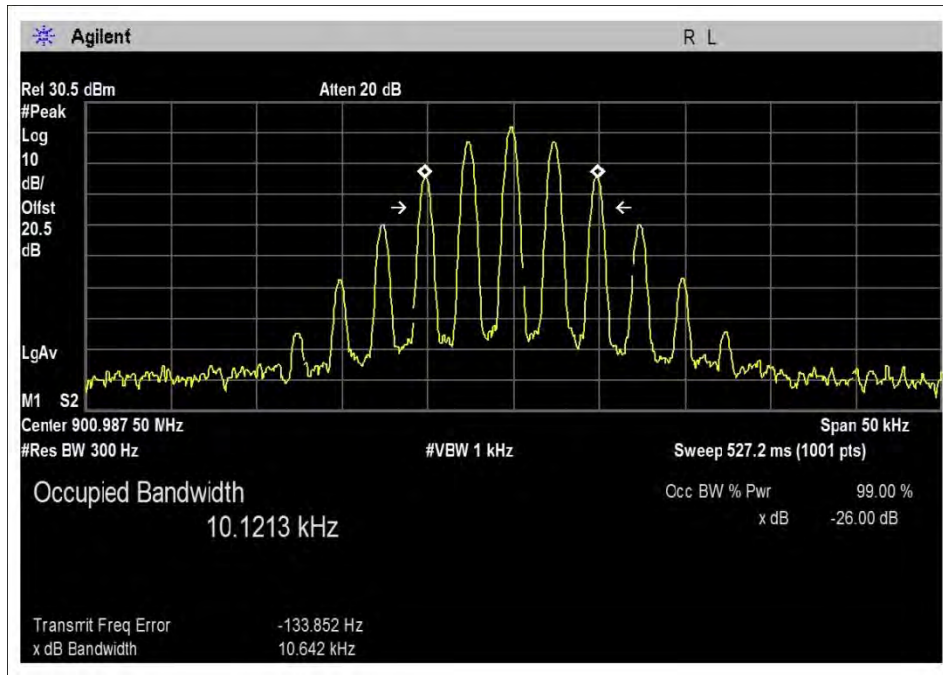 Agilent R L
Ref 30.5 dBm Atten 20 dB
#Peak
Log
10
dB/
Offst
20.5
dB
LgAv
M1 S2
Center 900.987 50 MHz Span 50 kHz
#Res BW 300 Hz #VBW 1 kHz Sweep 527.2 ms (1001 pts)
Occupied Bandwidth Occ BW % Pwr 99.00 %
10.1213 kHz x dB -26.00 dB
Transmit Freq Error -133.852 Hz
x dB Bandwidth 10.642 kHz